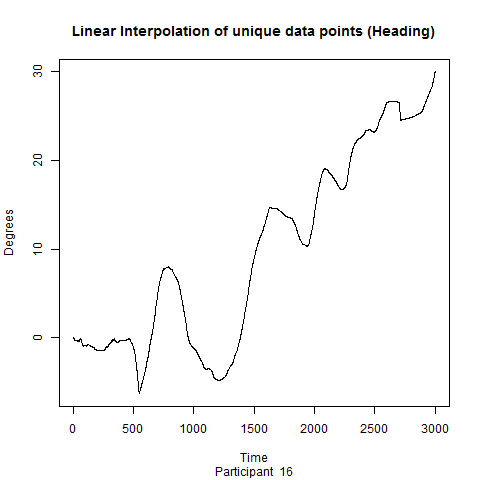 Linear Interpolation of unique data points (Heading)
30
20
10
0
Degrees
0 500 1000 1500 2000 2500 3000
Time
Participant 16